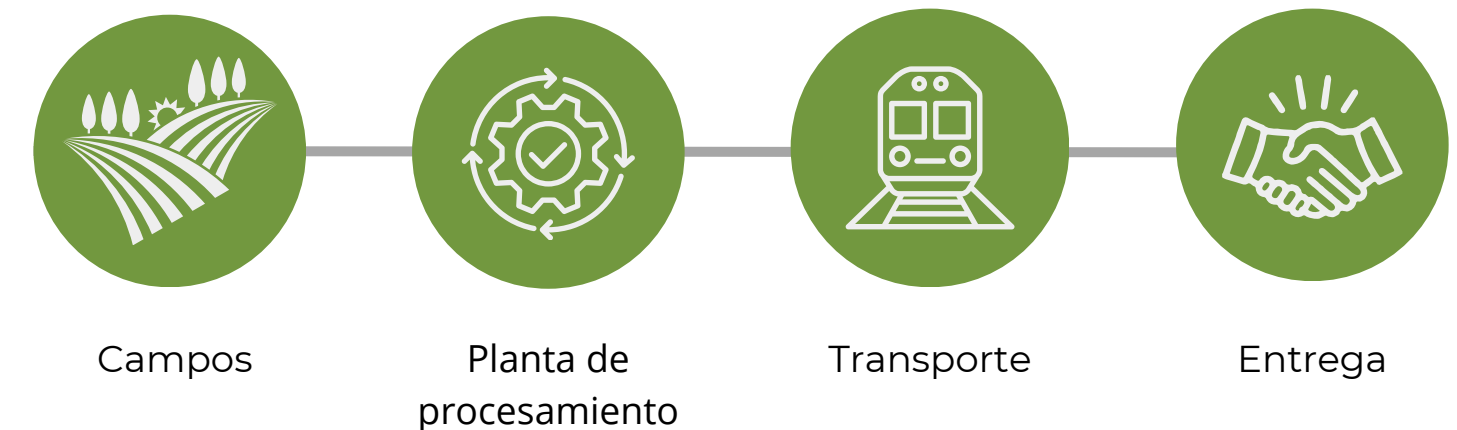 Campos
Planta de
procesamiento
Transporte
Entrega